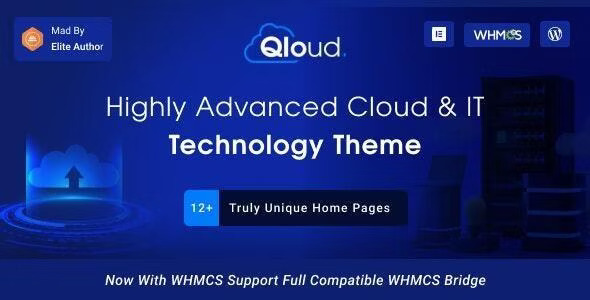 Mad By
Elite Author
Qloud.
WHMCS
Highly Advanced Cloud & IT
Technology Theme
12+ Truly Unique Home Pages
Now With WHMCS Support Full Compatible WHMCS Bridge